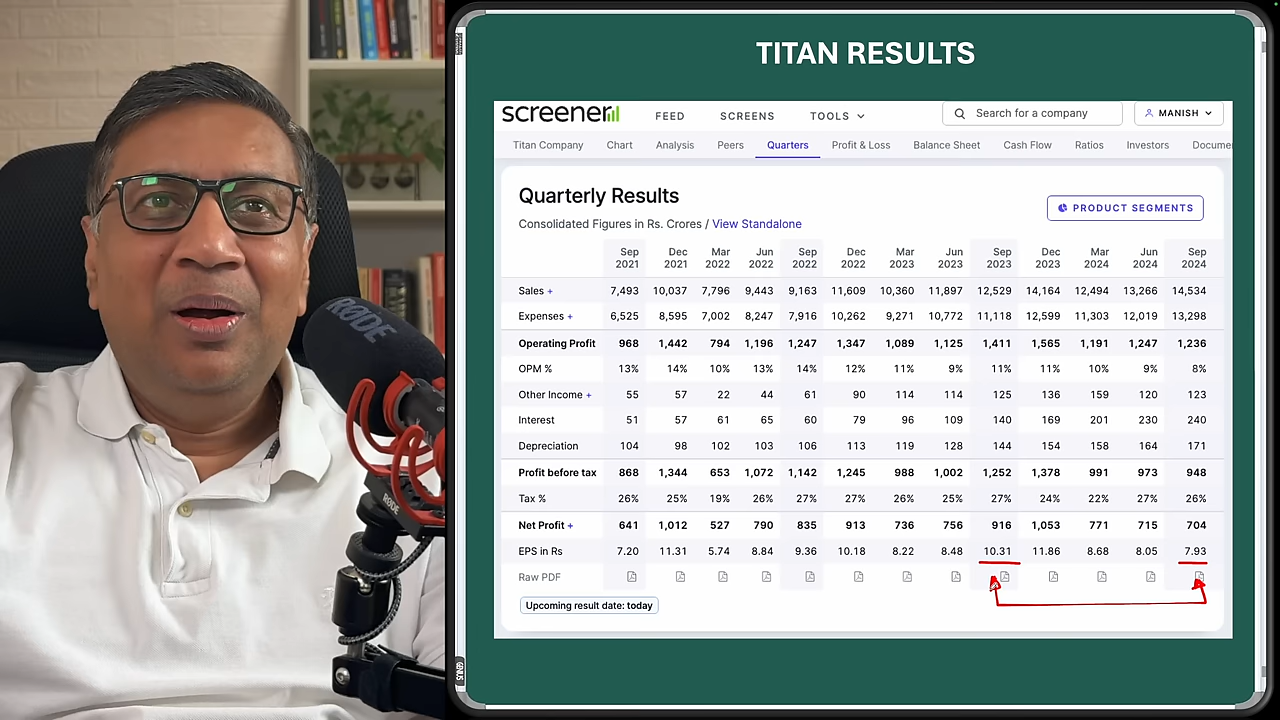 TITAN RESULTS
screener
FEED SCREENS TOOLS Search for a company MANISH
Titan Company Chart Analysis Peers Quarters Profit & Loss Balance Sheet Cash Flow Ratios Investors Docume
Quarterly Results
PRODUCT SEGMENTS
Consolidated Figures in Rs. Crores / View Standalone
Sep 2021 Dec 2021 Mar 2022 Jun 2022 Sep 2022 Dec 2022 Mar 2023 Jun 2023 Sep 2023 Dec 2023 Mar 2024 Jun 2024 Sep 2024
Sales + 7,493 10,037 7,796 9,443 9,163 11,609 10,360 11,897 12,529 14,164 12,494 13,266 14,534
Expenses + 6,525 8,595 7,002 8,247 7,916 10,262 9,271 10,772 11,118 12,599 11,303 12,019 13,298
Operating Profit 968 1,442 794 1,196 1,247 1,347 1,089 1,125 1,411 1,565 1,191 1,247 1,236
OPM % 13% 14% 10% 13% 14% 12% 11% 9% 11% 11% 10% 9% 8%
Other Income + 55 57 22 44 61 90 114 114 125 136 159 120 123
Interest 51 57 61 65 60 79 96 109 140 169 201 230 240
Depreciation 104 98 102 103 106 113 119 128 144 154 158 164 171
Profit before tax 868 1,344 653 1,072 1,142 1,245 988 1,002 1,252 1,378 991 973 948
Tax % 26% 25% 19% 26% 27% 27% 26% 25% 27% 24% 22% 27% 26%
Net Profit + 641 1,012 527 790 835 913 736 756 916 1,053 771 715 704
EPS in Rs 7.20 11.31 5.74 8.84 9.36 10.18 8.22 8.48 10.31 11.86 8.68 8.05 7.93
Raw PDF
Upcoming result date: today
RØDE
RØDE